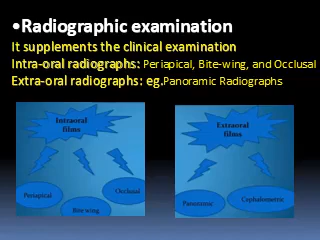 •Radiographic examination
It supplements the clinical examination
Intra-oral radiographs: Periapical, Bite-wing, and Occlusal
Extra-oral radiographs: eg.Panoramic Radiographs
Intraoral
films
Periapical
Bite-wing
Occlusal
Extraoral
films
Panorama
Cephalometric